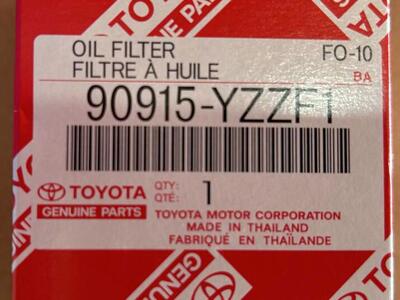 OIL FILTER FO-10
FILTRE À HUILE BA
90915-YZZF1
TOYOTA QTY: 1
GENUINE PARTS QTÉ:
TOYOTA MOTOR CORPORATION
MADE IN THAILAND
FABRIQUÉ EN THAÏLANDE
GENUINE